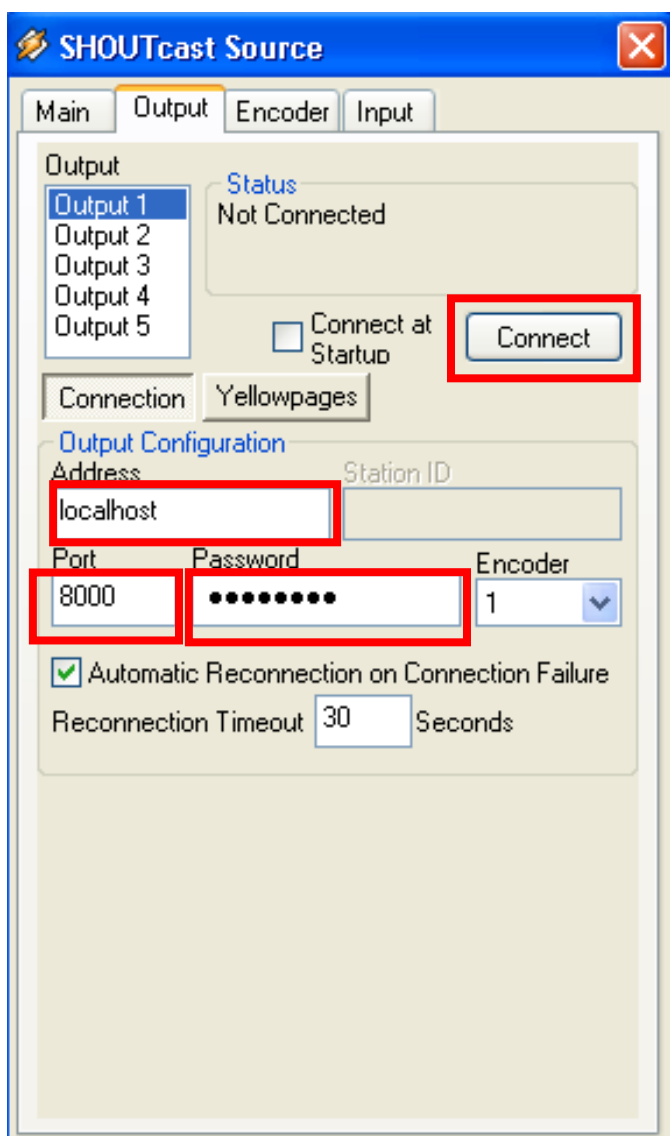 SHOUTcast Source
Main Output Encoder Input
Output
Output 1
Output 2
Output 3
Output 4
Output 5
Status
Not Connected
Connect at
Startup
Connect
Connection Yellowpages
Output Configuration
Address Station ID
localhost
Port Password Encoder
8000 ●●●●●●●● 1
Automatic Reconnection on Connection Failure
Reconnection Timeout 30 Seconds